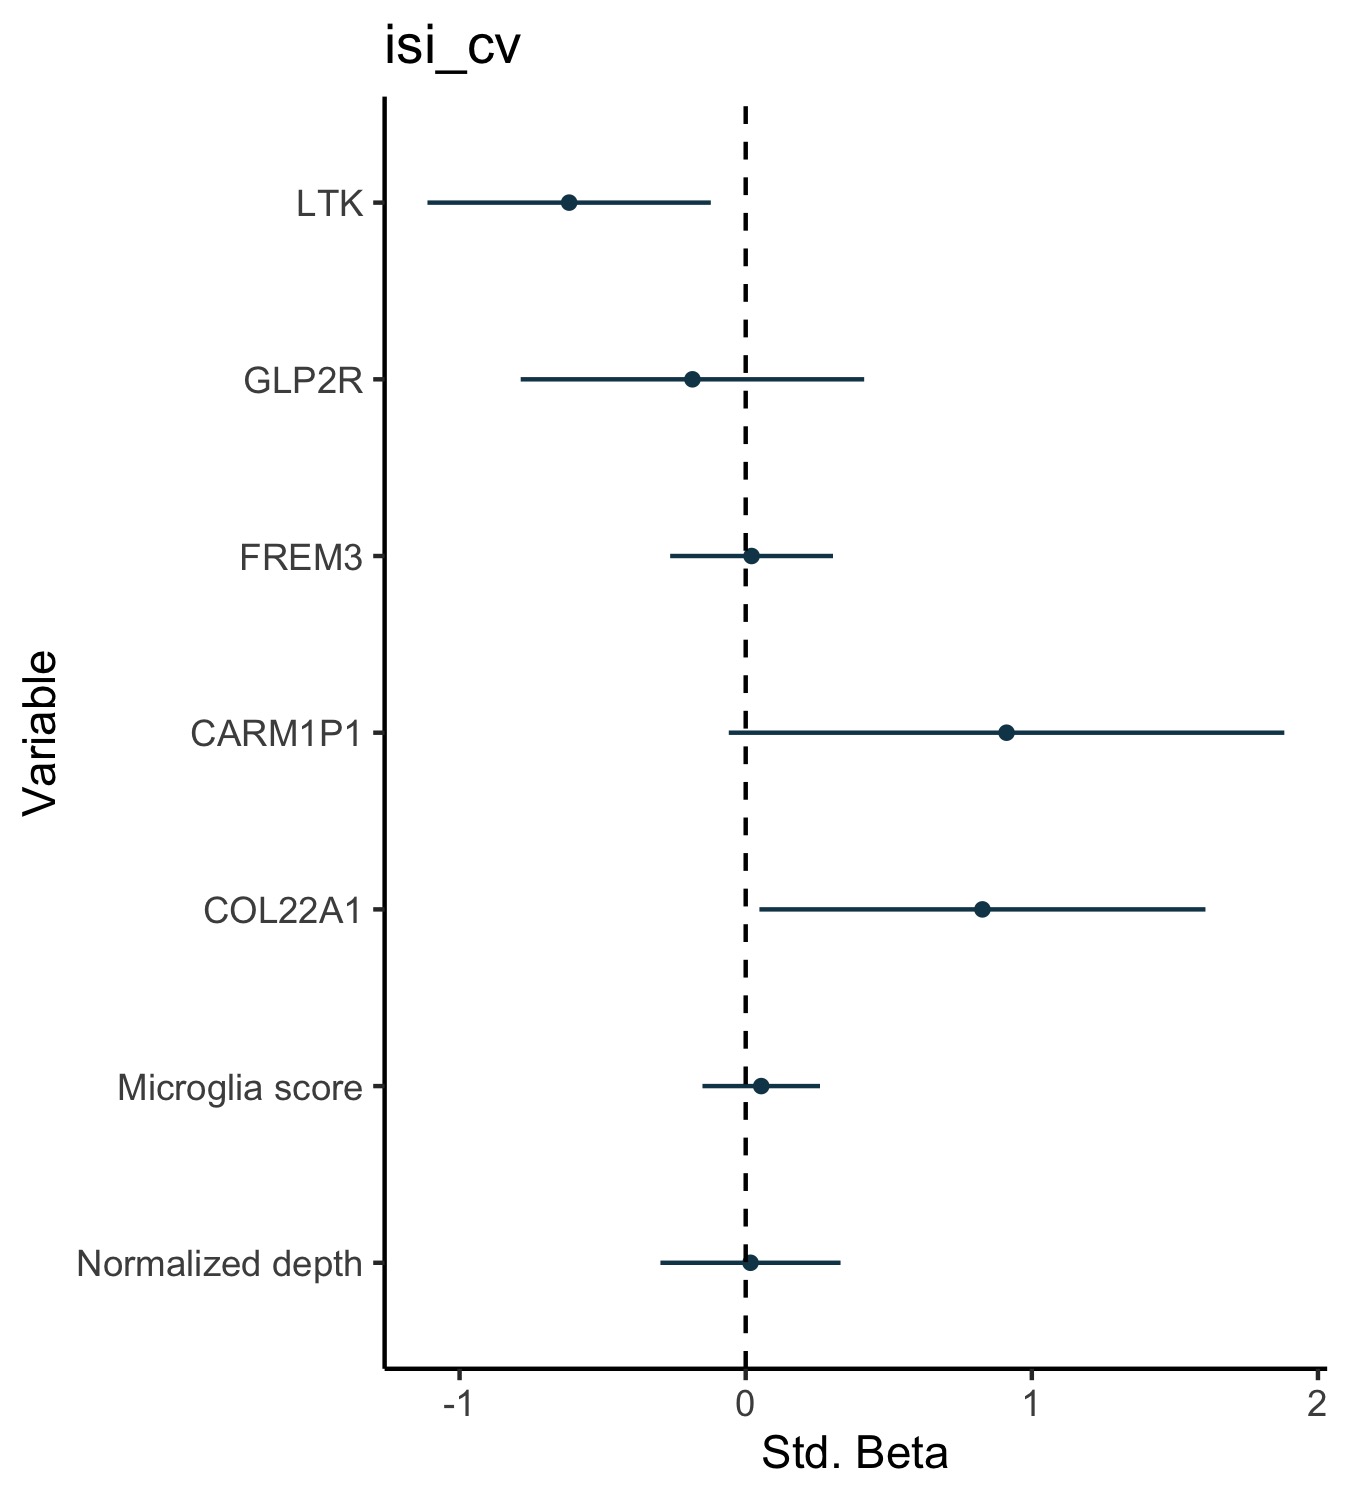 isi_cv
LTK
GLP2R
FREM3
CARM1P1
COL22A1
Microglia score
Normalized depth
Variable
-1 0 1 2
Std. Beta